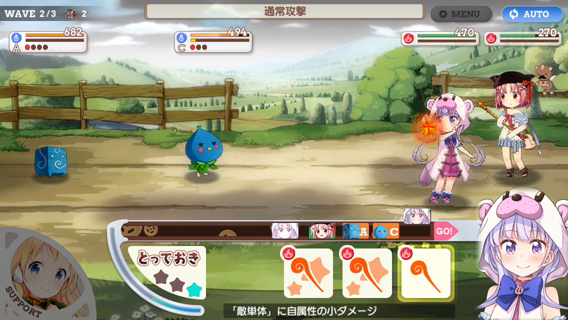 WAVE 2/3 2
通常攻撃
MENU
AUTO
682
A
494
C
470
270
A C GO!
とっておき
SUPPORT
「敵単体」に自属性の小ダメージ